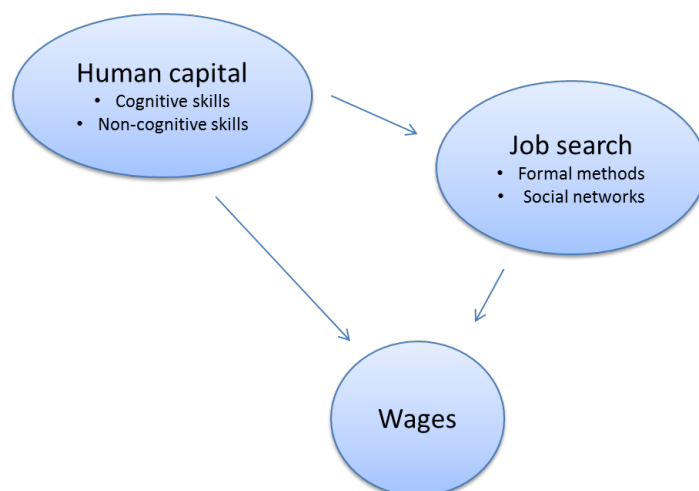 Human capital
• Cognitive skills
• Non-cognitive skills
Job search
• Formal methods
• Social networks
Wages